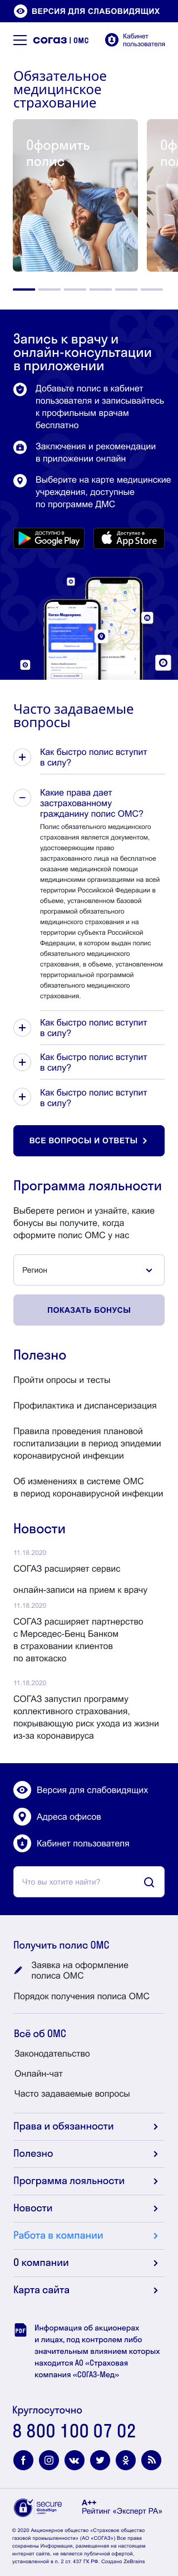 ВЕРСИЯ ДЛЯ СЛАБОВИДЯЩИХ
согаз | ОМС
Кабинет
пользователя
Обязательное
медицинское
страхование
Оформить
полис
Оф
по
Запись к врачу и
онлайн-консультации
в приложении
Добавьте полис в кабинет
пользователя и записывайтесь
к профильным врачам
бесплатно
Заключения и рекомендации
в приложении онлайн
Выберите на карте медицинские
учреждения, доступные
по программе ДМС
ДОСТУПНО В
Google Play
Доступно в
App Store
Часто задаваемые
вопросы
Как быстро полис вступит
в силу?
Какие права дает
застрахованному
гражданину полис ОМС?
Полис обязательного медицинского
страхования является документом,
удостоверяющим право
застрахованного лица на бесплатное
оказание медицинской помощи
медицинскими организациями на всей
территории Российской Федерации в
объеме, установленном базовой
программой обязательного
медицинского страхования и на
территории субъекта Российской
Федерации, в котором выдан полис
обязательного медицинского
страхования, в объеме, установленном
территориальной программой
обязательного медицинского
страхования.
Как быстро полис вступит
в силу?
Как быстро полис вступит
в силу?
Как быстро полис вступит
в силу?
ВСЕ ВОПРОСЫ И ОТВЕТЫ
Программа лояльности
Выберете регион и узнайте, какие
бонусы вы получите, когда
оформите полис ОМС у нас
Регион
ПОКАЗАТЬ БОНУСЫ
Полезно
Пройти опросы и тесты
Профилактика и диспансеризация
Правила проведения плановой
госпитализации в период эпидемии
коронавирусной инфекции
Об изменениях в системе ОМС
в период коронавирусной инфекции
Новости
11.18.2020
СОГАЗ расширяет сервис
онлайн-записи на прием к врачу
11.18.2020
СОГАЗ расширяет партнерство
с Мерседес-Бенц Банком
в страховании клиентов
по автокаско
11.18.2020
СОГАЗ запустил программу
коллективного страхования,
покрывающую риск ухода из жизни
из-за коронавируса
Версия для слабовидящих
Адреса офисов
Кабинет пользователя
Что вы хотите найти?
Получить полис ОМС
Заявка на оформление
полиса ОМС
Порядок получения полиса ОМС
Всё об ОМС
Законодательство
Онлайн-чат
Часто задаваемые вопросы
Права и обязанности
Полезно
Программа лояльности
Новости
Работа в компании
О компании
Карта сайта
PDF
Информация об акционерах
и лицах, под контролем либо
значительным влиянием которых
находится АО «Страховая
компания «СОГАЗ-Мед»
Круглосуточно
8 800 100 07 02
secure
GlobalSign
A++
Рейтинг «Эксперт РА»
© 2020 Акционерное общество «Страховое общество
газовой промышленности» (АО «СОГАЗ») Все права
сохранены Информация, размещенная на настоящем
интернет сайте, не является публичной офертой,
установленной в п. 2 ст. 437 ГК РФ. Создано ZeBrains